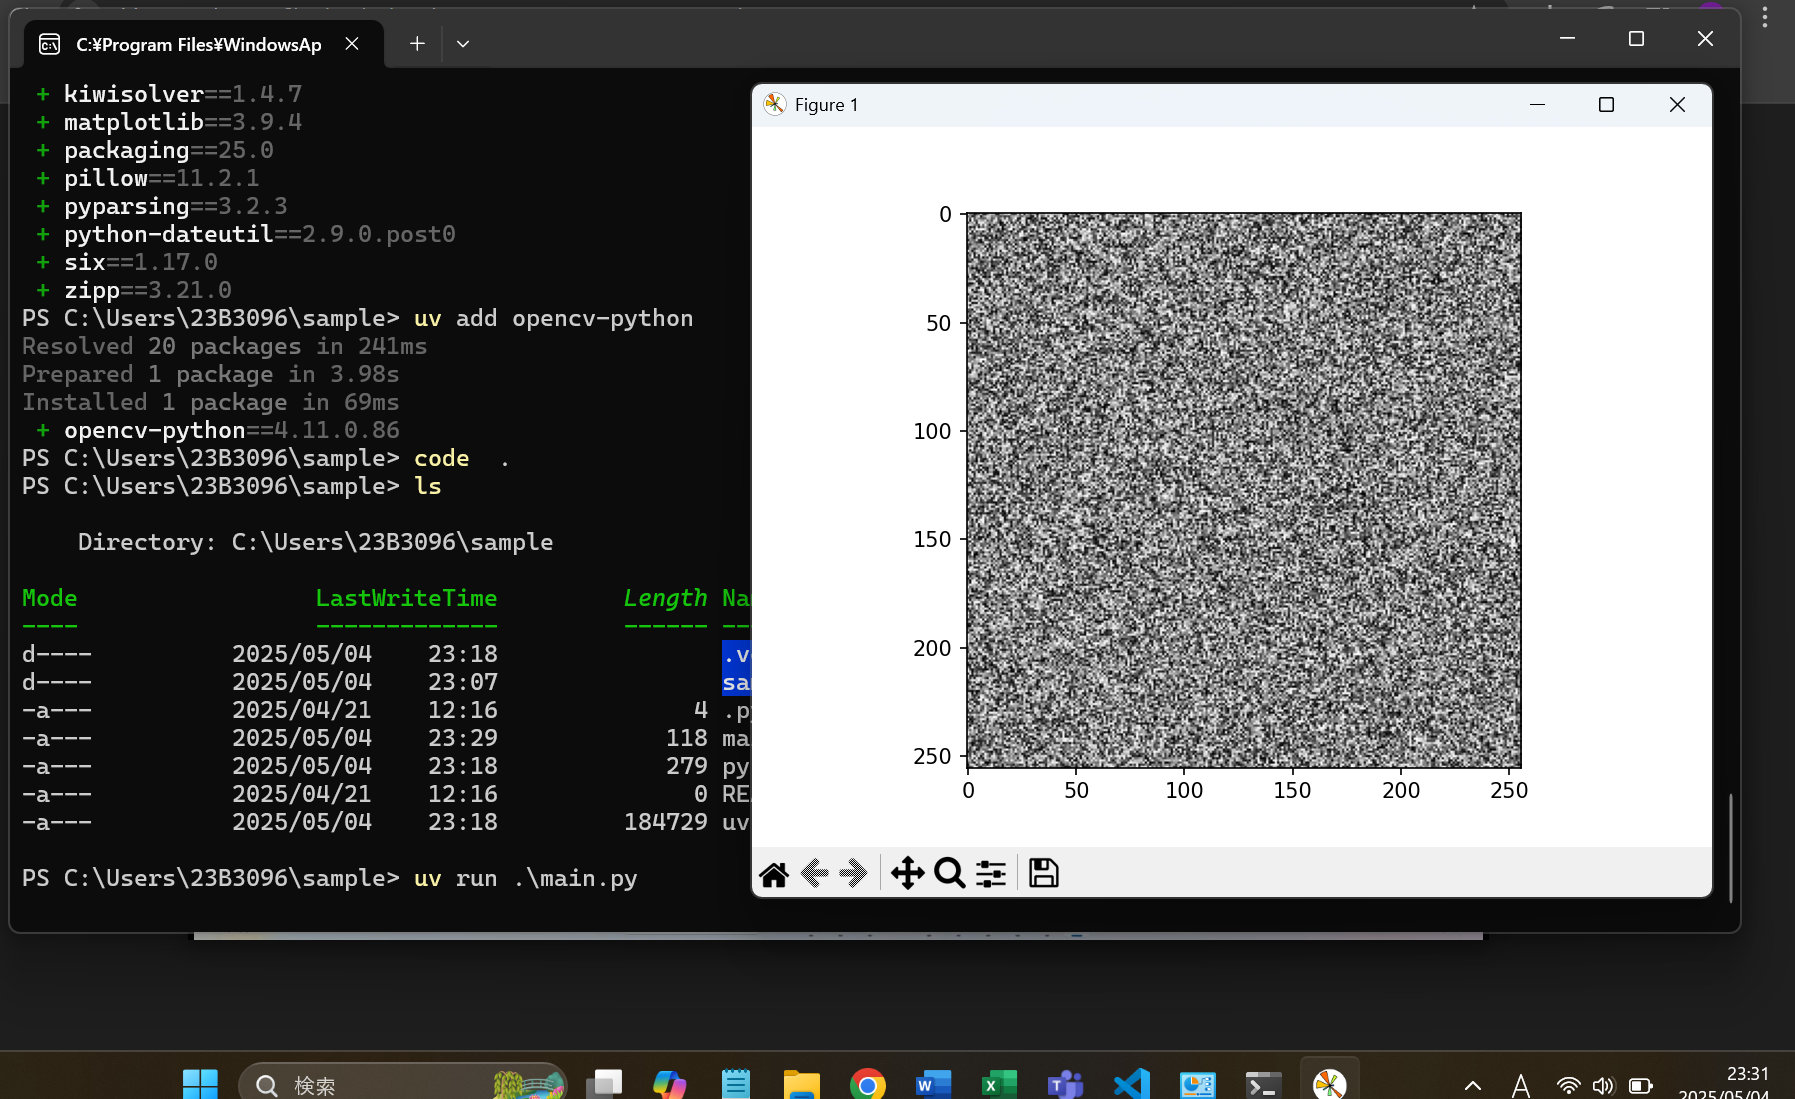 C:¥Program Files¥WindowsAp
+ kiwisolver==1.4.7
+ matplotlib==3.9.4
+ packaging==25.0
+ pillow==11.2.1
+ pyparsing==3.2.3
+ python-dateutil==2.9.0.post0
+ six==1.17.0
+ zipp==3.21.0
PS C:\Users\23B3096\sample> uv add opencv-python
Resolved 20 packages in 241ms
Prepared 1 package in 3.98s
Installed 1 package in 69ms
+ opencv-python==4.11.0.86
PS C:\Users\23B3096\sample> code  .
PS C:\Users\23B3096\sample> ls
Directory: C:\Users\23B3096\sample
Mode LastWriteTime Length Na
---- ------------- ------ --
d---- 2025/05/04 23:18 .v
d---- 2025/05/04 23:07 sa
-a--- 2025/04/21 12:16 4 .p
-a--- 2025/05/04 23:29 118 ma
-a--- 2025/05/04 23:18 279 py
-a--- 2025/04/21 12:16 0 RE
-a--- 2025/05/04 23:18 184729 uv
PS C:\Users\23B3096\sample> uv run .\main.py
Figure 1
0
50
100
150
200
250
0 50 100 150 200 250
検索
A
23:31
2025/05/04